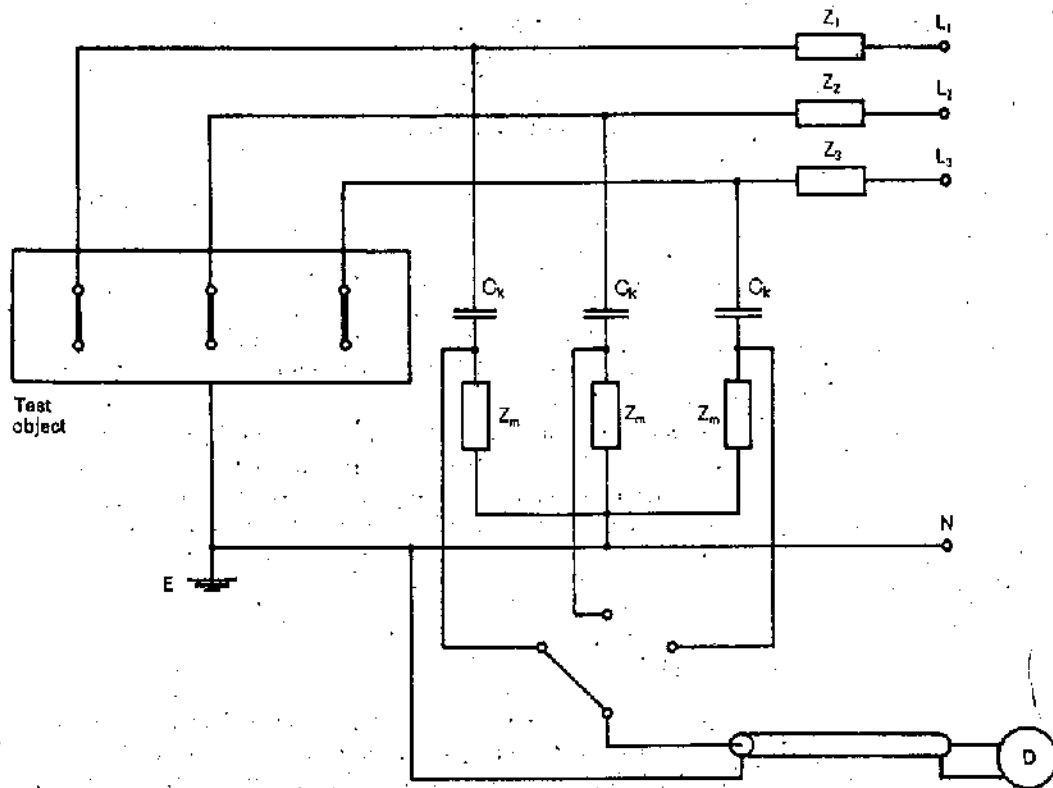 Z₁
L₁
Z₂
L₂
Z₃
L₃
Cₖ
Cₖ
Cₖ
Test
object
Zₘ
Zₘ
Zₘ
N
E
D